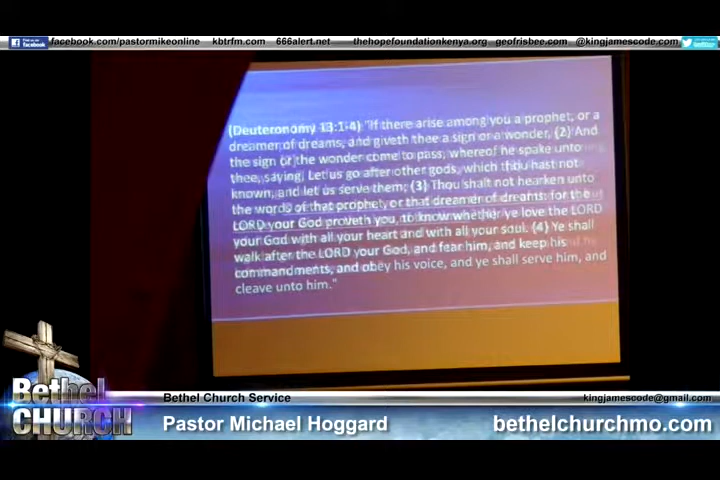 facebook.com/pastormikeonline kbtrfm.com 666alert.net thehopefoundationkenya.org geofrisbee.com @kingjamescode.com
(Deuteronomy 13:1-4) "If there arise among you a prophet, or a
dreamer of dreams, and giveth thee a sign or a wonder, (2) And
the sign or the wonder come to pass, whereof he spake unto
thee, saying, Let us go after other gods, which thou hast not
known, and let us serve them; (3) Thou shalt not hearken unto
the words of that prophet, or that dreamer of dreams: for the
LORD your God proveth you, to know whether ye love the LORD
your God with all your heart and with all your soul. (4) Ye shall
walk after the LORD your God, and fear him, and keep his
commandments, and obey his voice, and ye shall serve him, and
cleave unto him."
Bethel
CHURCH
Bethel Church Service kingjamescode@gmail.com
Pastor Michael Hoggard bethelchurchmo.com